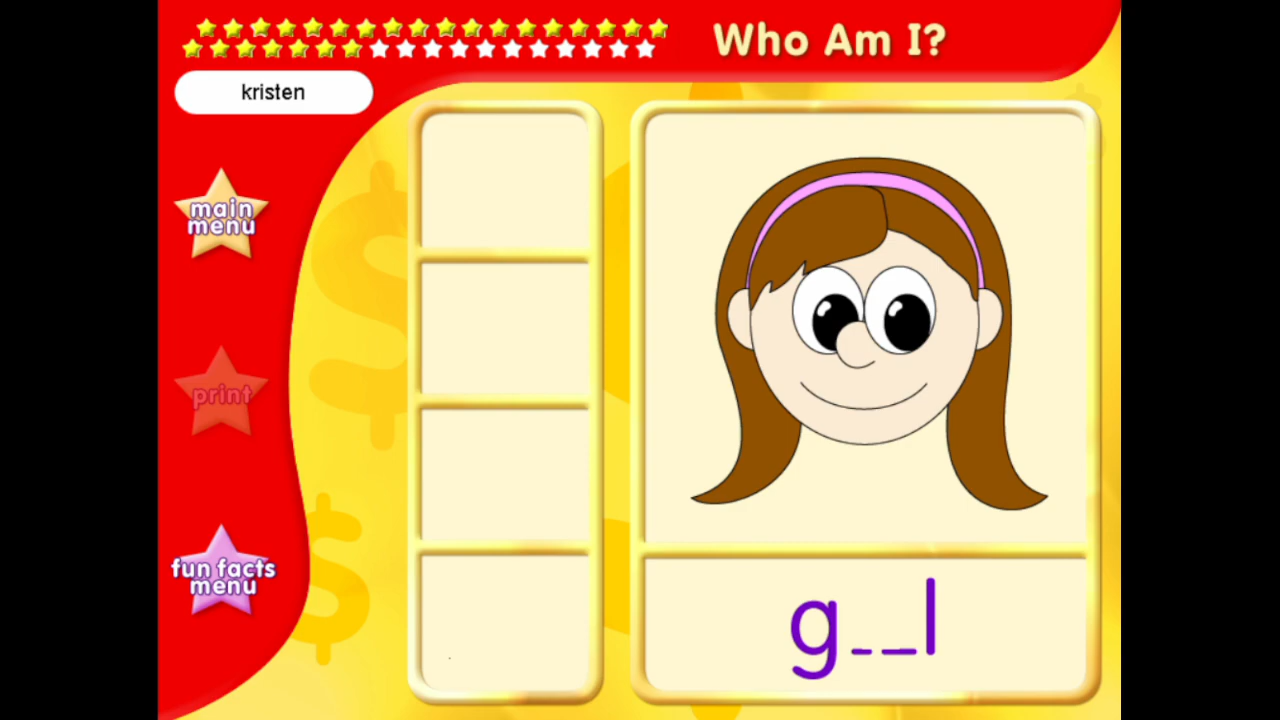 Who Am I?
kristen
main
menu
print
fun facts
menu
g__l